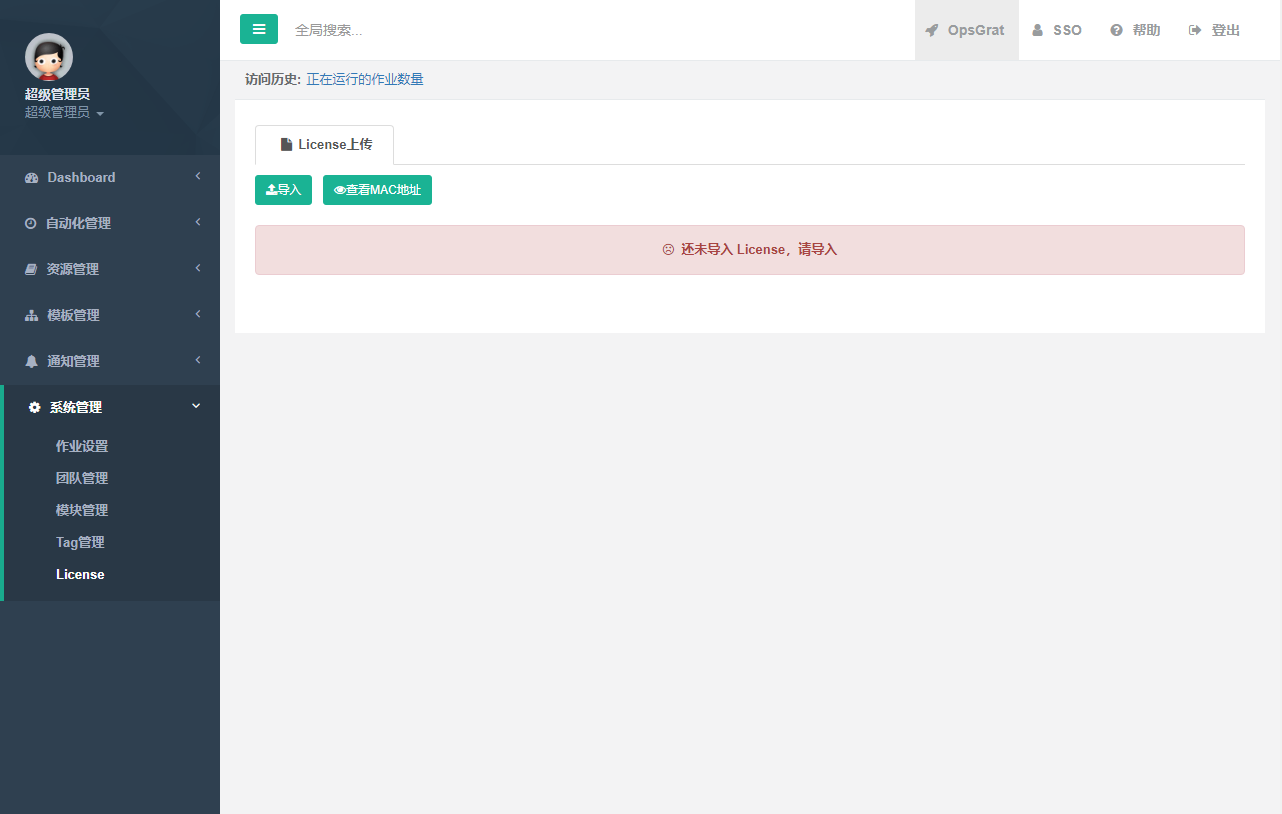 超级管理员
超级管理员
Dashboard
自动化管理
资源管理
模板管理
通知管理
系统管理
作业设置
团队管理
模块管理
Tag管理
License
全局搜索...
OpsGrat
SSO
帮助
登出
访问历史: 正在运行的作业数量
License上传
导入
查看MAC地址
还未导入 License，请导入